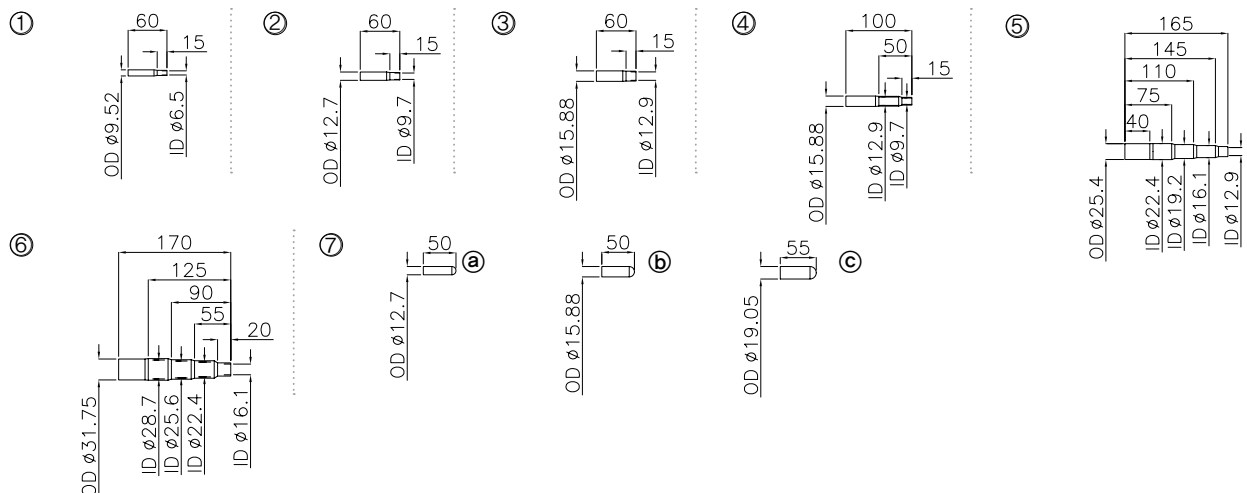 ①
60
15
OD ø9.52
ID ø6.5
②
60
15
OD ø12.7
ID ø9.7
③
60
15
OD ø15.88
ID ø12.9
④
100
50
15
OD ø15.88
ID ø12.9
ID ø9.7
⑤
165
145
110
75
40
OD ø25.4
ID ø22.4
ID ø19.2
ID ø16.1
ID ø12.9
⑥
170
125
90
55
20
OD ø31.75
ID ø28.7
ID ø25.6
ID ø22.4
ID ø16.1
⑦
50
ⓐ
OD ø12.7
50
ⓑ
OD ø15.88
55
ⓒ
OD ø19.05